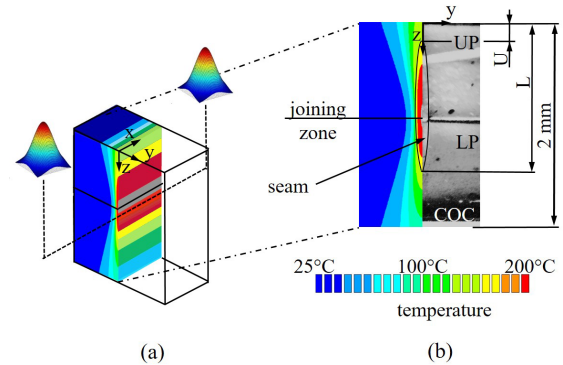 x
y
z
(a)
y
z
UP
U
L
2 mm
joining
zone
LP
seam
COC
25°C 100°C 200°C
temperature
(b)